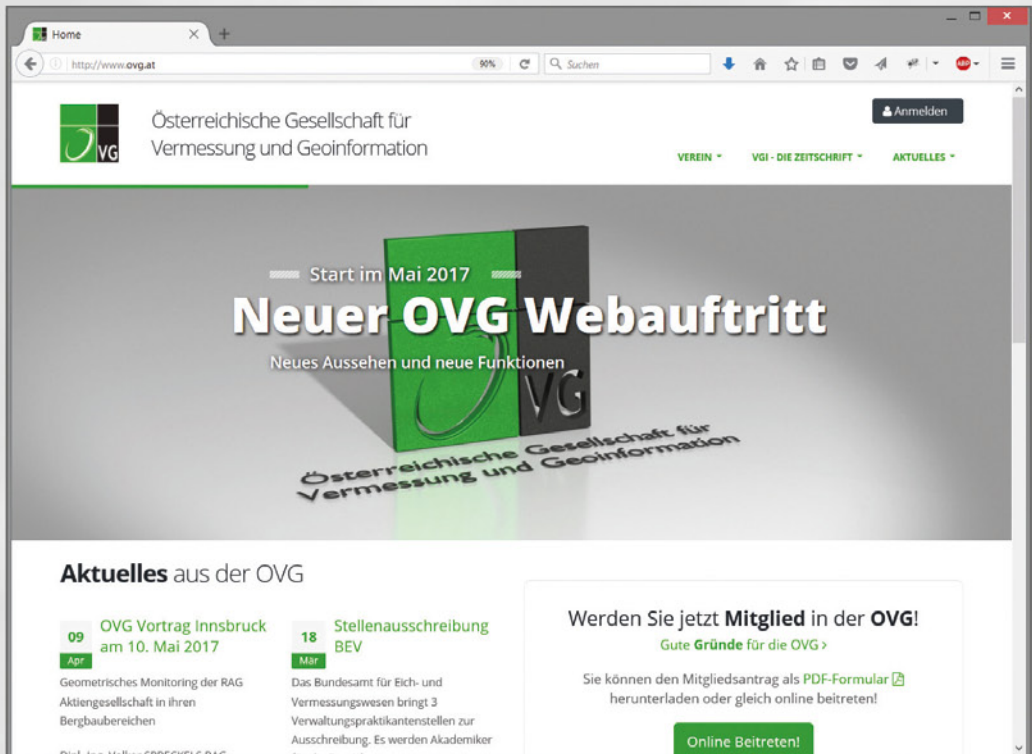 Home
http://www.ovg.at
90%
Suchen
ABP
VG
Österreichische Gesellschaft für
Vermessung und Geoinformation
Anmelden
VEREIN
VGI - DIE ZEITSCHRIFT
AKTUELLES
Start im Mai 2017
Neuer OVG Webauftritt
Neues Aussehen und neue Funktionen
VG
Österreichische Gesellschaft für
Vermessung und Geoinformation
Aktuelles aus der OVG
09
Apr
OVG Vortrag Innsbruck
am 10. Mai 2017
Geometrisches Monitoring der RAG
Aktiengesellschaft in ihren
Bergbaubereichen
18
Mär
Stellenausschreibung
BEV
Das Bundesamt für Eich- und
Vermessungswesen bringt 3
Verwaltungspraktikantenstellen zur
Ausschreibung. Es werden Akademiker
Werden Sie jetzt Mitglied in der OVG!
Gute Gründe für die OVG >
Sie können den Mitgliedsantrag als PDF-Formular
herunterladen oder gleich online beitreten!
Online Beitreten!